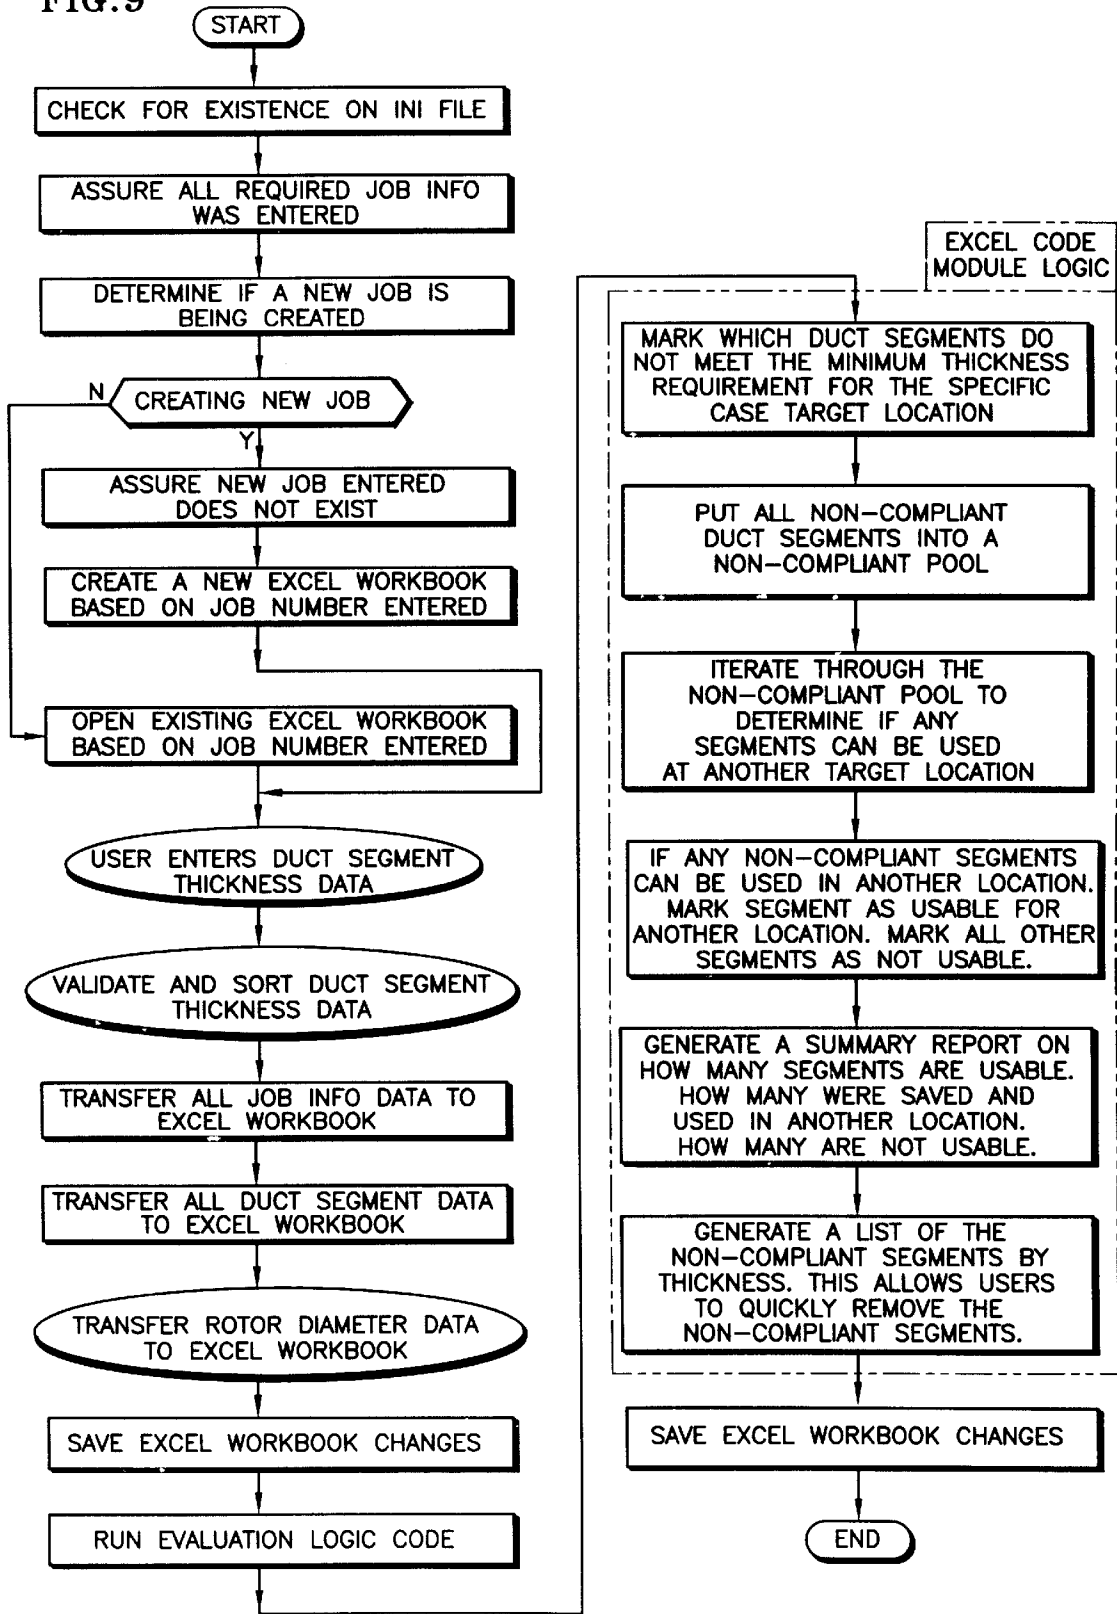 FIG.9
START
CHECK FOR EXISTENCE ON INI FILE
ASSURE ALL REQUIRED JOB INFO
WAS ENTERED
DETERMINE IF A NEW JOB IS
BEING CREATED
N
CREATING NEW JOB
Y
ASSURE NEW JOB ENTERED
DOES NOT EXIST
CREATE A NEW EXCEL WORKBOOK
BASED ON JOB NUMBER ENTERED
OPEN EXISTING EXCEL WORKBOOK
BASED ON JOB NUMBER ENTERED
USER ENTERS DUCT SEGMENT
THICKNESS DATA
VALIDATE AND SORT DUCT SEGMENT
THICKNESS DATA
TRANSFER ALL JOB INFO DATA TO
EXCEL WORKBOOK
TRANSFER ALL DUCT SEGMENT DATA
TO EXCEL WORKBOOK
TRANSFER ROTOR DIAMETER DATA
TO EXCEL WORKBOOK
SAVE EXCEL WORKBOOK CHANGES
RUN EVALUATION LOGIC CODE
EXCEL CODE
MODULE LOGIC
MARK WHICH DUCT SEGMENTS DO
NOT MEET THE MINIMUM THICKNESS
REQUIREMENT FOR THE SPECIFIC
CASE TARGET LOCATION
PUT ALL NON-COMPLIANT
DUCT SEGMENTS INTO A
NON-COMPLIANT POOL
ITERATE THROUGH THE
NON-COMPLIANT POOL TO
DETERMINE IF ANY
SEGMENTS CAN BE USED
AT ANOTHER TARGET LOCATION
IF ANY NON-COMPLIANT SEGMENTS
CAN BE USED IN ANOTHER LOCATION.
MARK SEGMENT AS USABLE FOR
ANOTHER LOCATION. MARK ALL OTHER
SEGMENTS AS NOT USABLE.
GENERATE A SUMMARY REPORT ON
HOW MANY SEGMENTS ARE USABLE.
HOW MANY WERE SAVED AND
USED IN ANOTHER LOCATION.
HOW MANY ARE NOT USABLE.
GENERATE A LIST OF THE
NON-COMPLIANT SEGMENTS BY
THICKNESS. THIS ALLOWS USERS
TO QUICKLY REMOVE THE
NON-COMPLIANT SEGMENTS.
SAVE EXCEL WORKBOOK CHANGES
END